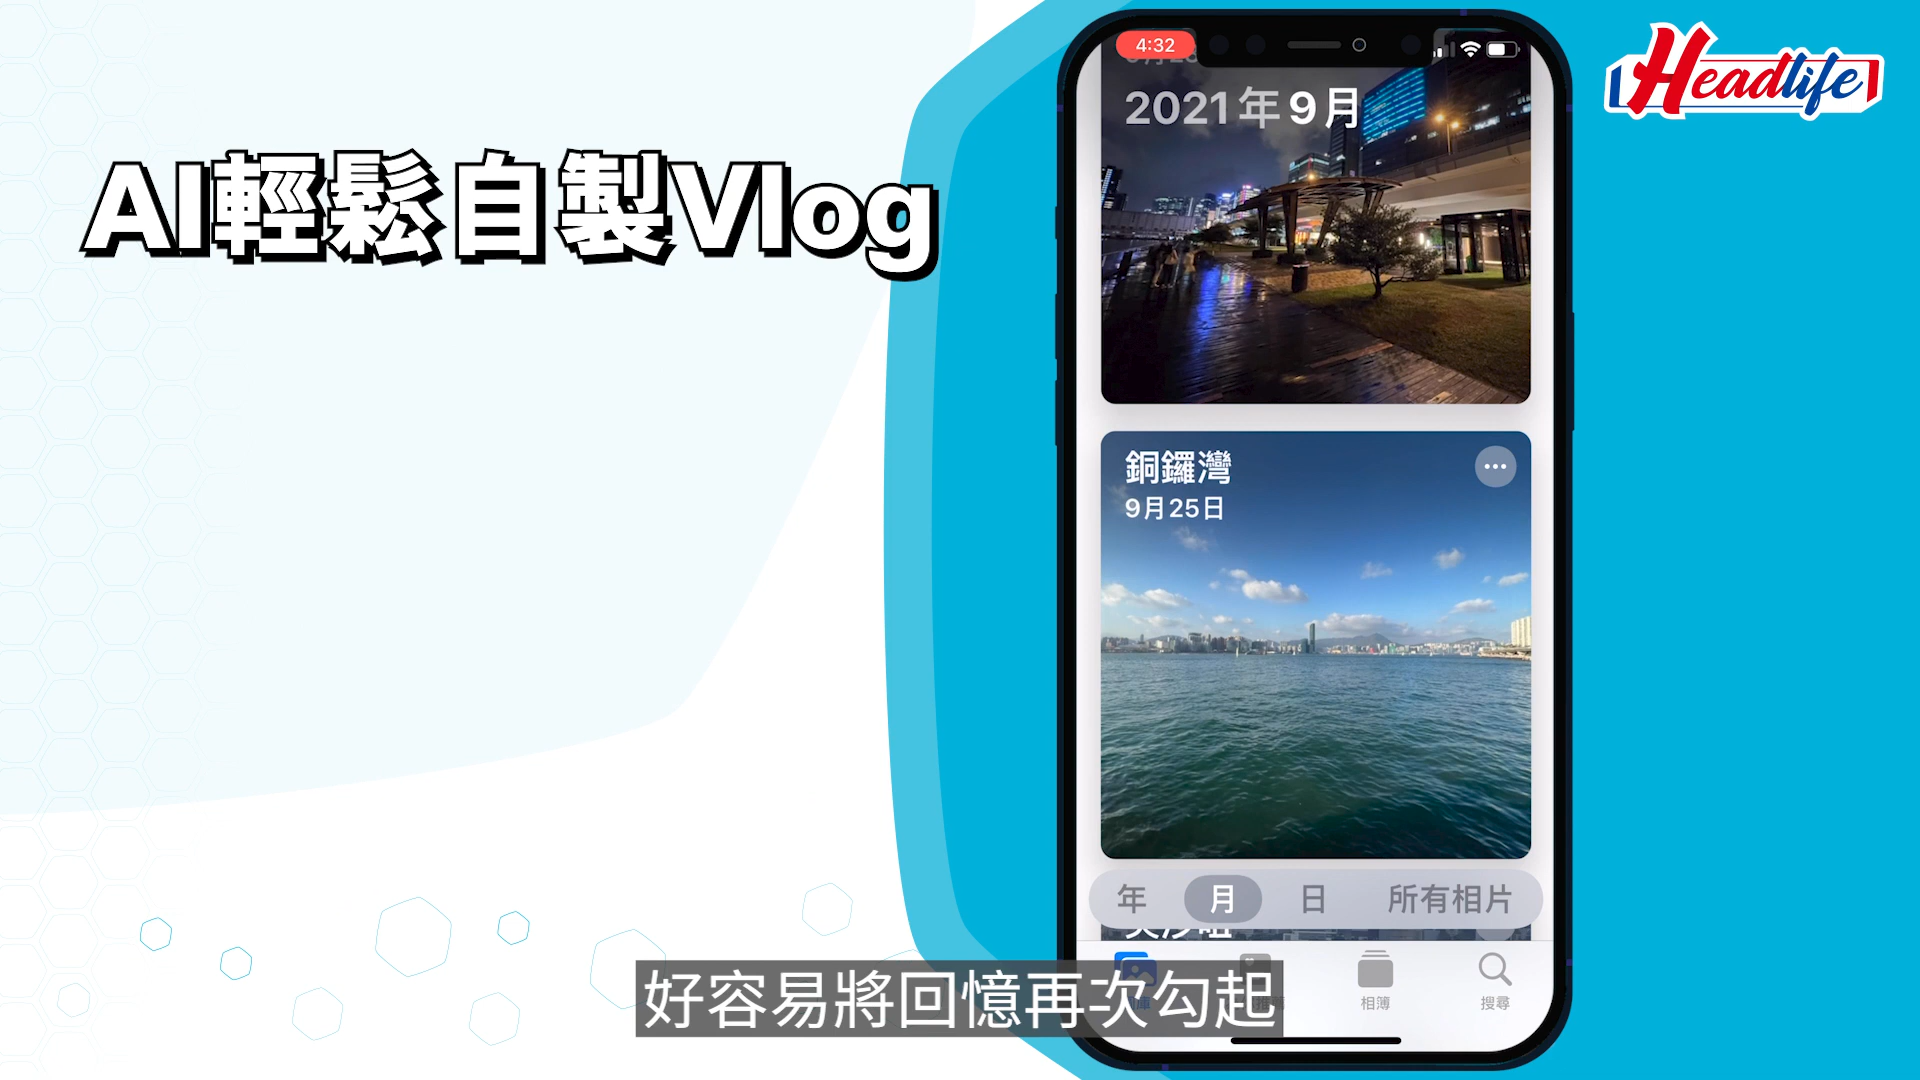 AI輕鬆自製Vlog
Headlife
4:32
2021年9月
銅鑼灣
9月25日
年
月
日
所有相片
相簿
搜尋
好容易將回憶再次勾起